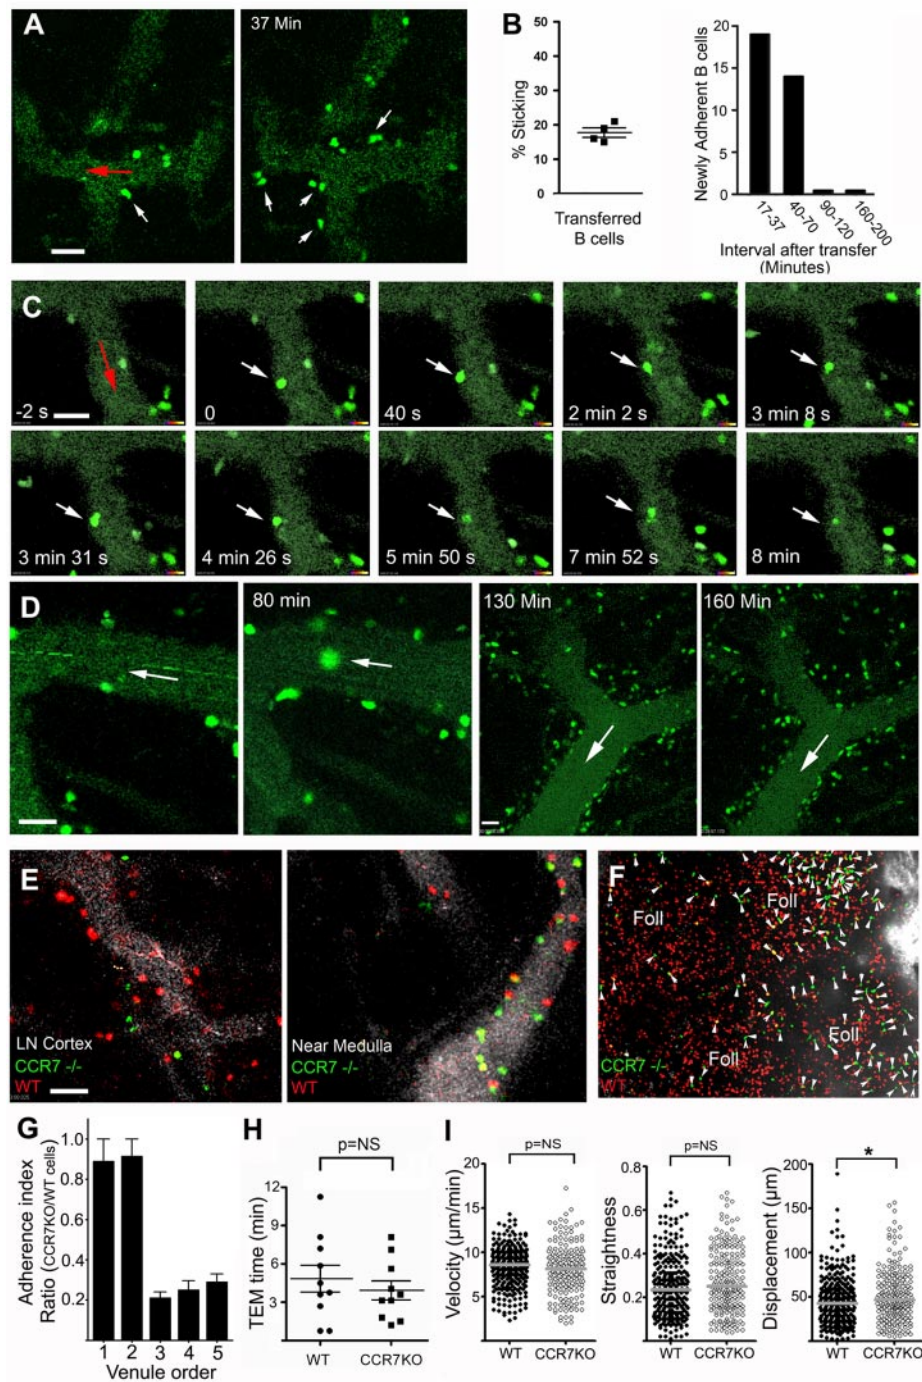 A
37 Min
B
50
40
30
20
10
0
% Sticking
Transferred
B cells
20
15
10
5
0
Newly Adherent B cells
17-37
40-70
90-120
160-200
Interval after transfer
(Minutes)
C
-2 s
0
40 s
2 min 2 s
3 min 8 s
3 min 31 s
4 min 26 s
5 min 50 s
7 min 52 s
8 min
D
80 min
130 Min
160 Min
E
LN Cortex
CCR7 -/-
WT
Near Medulla
CCR7 -/-
WT
F
Foll
Foll
Foll
Foll
CCR7 -/-
WT
G
Adherence index
Ratio (CCR7KO/WT cells)
1.0
0.8
0.6
0.4
0.2
1 2 3 4 5
Venule order
H
p=NS
TEM time (min)
12
9
6
3
WT
CCR7KO
I
p=NS
Velocity (µm/min)
20
15
10
5
0
WT
CCR7KO
p=NS
Straightness
0.8
0.6
0.4
0.2
WT
CCR7KO
*
Displacement (µm)
200
150
100
50
0
WT
CCR7KO